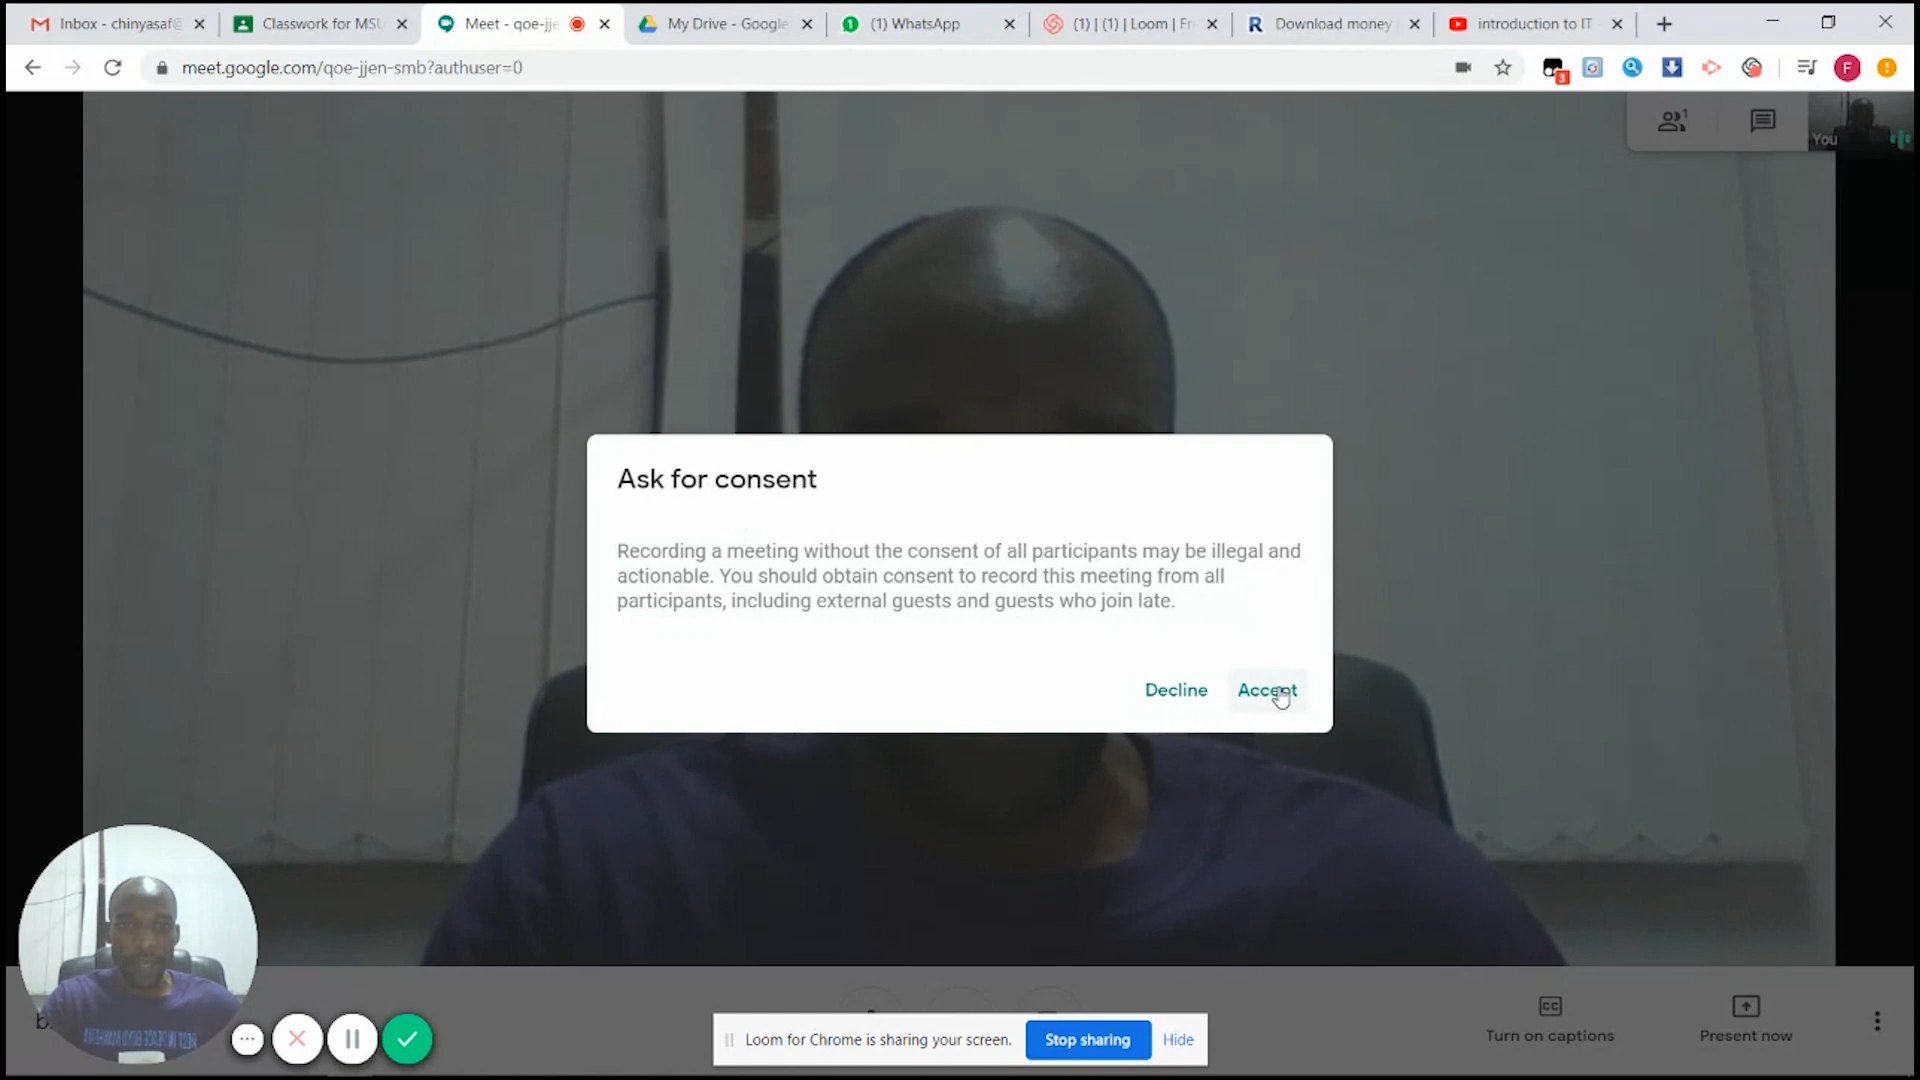 Inbox - chinyasaf@
Classwork for MSU
Meet - qoe-jje
My Drive - Google
(1) WhatsApp
(1) | (1) | Loom | Fr
Download money
introduction to IT
meet.google.com/qoe-jjen-smb?authuser=0
3
F
1
You
Ask for consent
Recording a meeting without the consent of all participants may be illegal and
actionable. You should obtain consent to record this meeting from all
participants, including external guests and guests who join late.
Decline
Accept
Loom for Chrome is sharing your screen.
Stop sharing
Hide
CC
Turn on captions
Present now